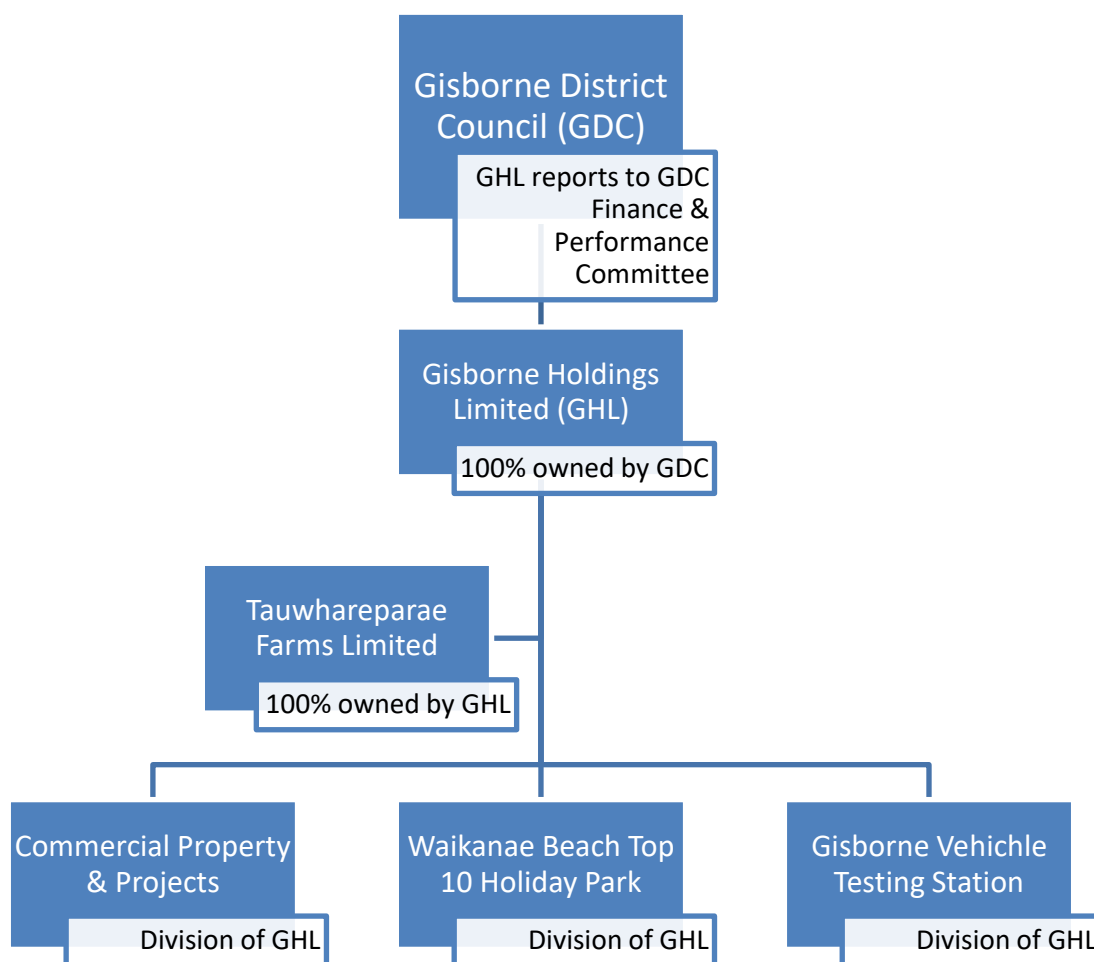 Gisborne District
Council (GDC)
GHL reports to GDC
Finance &
Performance
Committee
Gisborne Holdings
Limited (GHL)
100% owned by GDC
Tauwhareparae
Farms Limited
100% owned by GHL
Commercial Property
& Projects
Division of GHL
Waikanae Beach Top
10 Holiday Park
Division of GHL
Gisborne Vehichle
Testing Station
Division of GHL